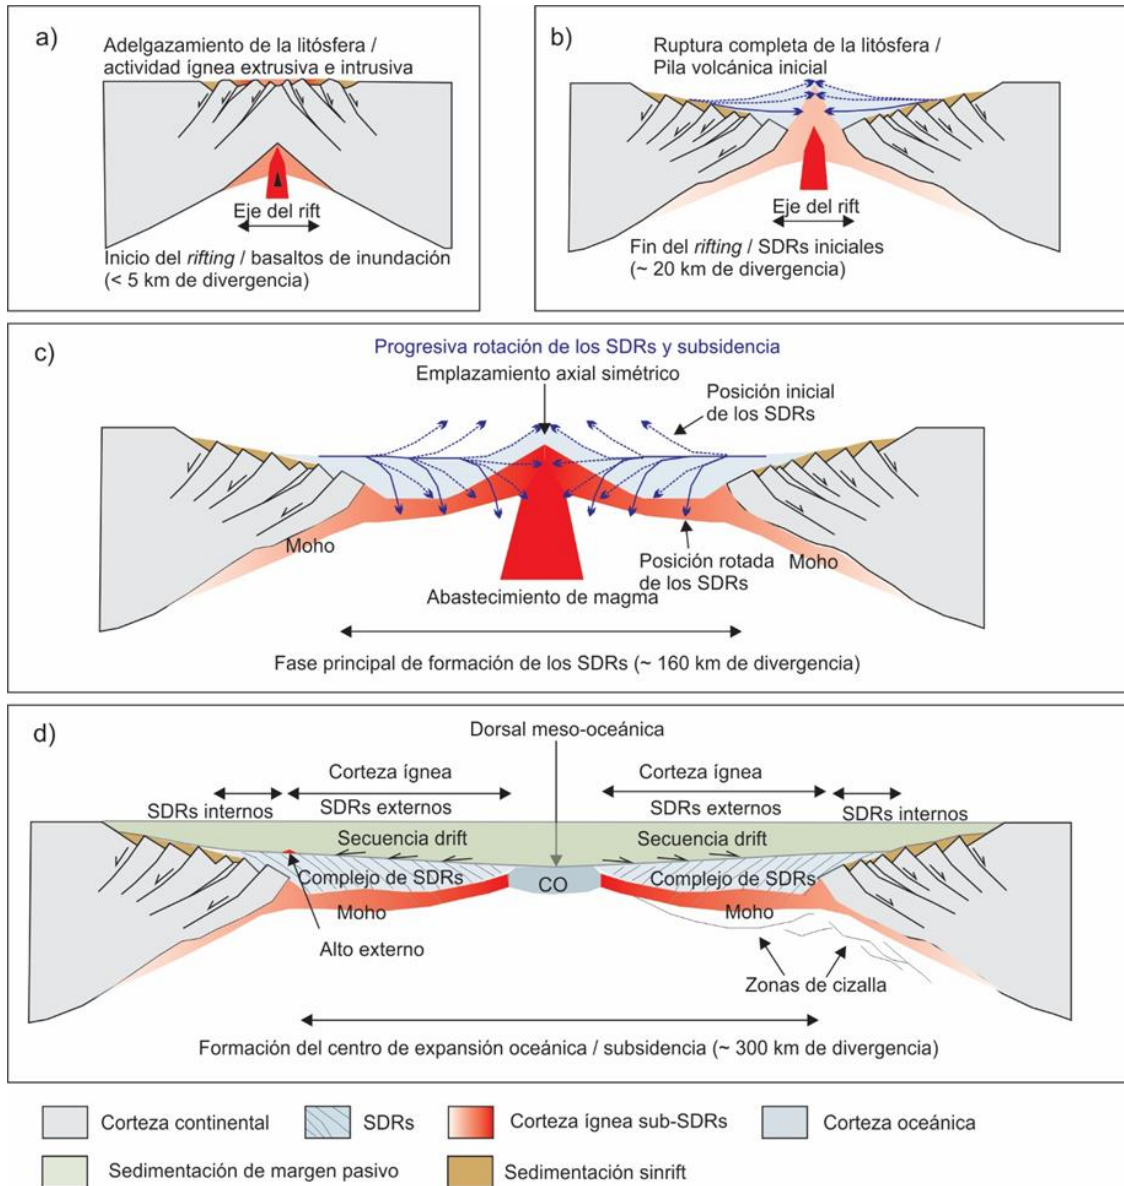 a)
Adelgazamiento de la litósfera /
actividad ígnea extrusiva e intrusiva
Eje del rift
Inicio del rifting / basaltos de inundación
(< 5 km de divergencia)
b)
Ruptura completa de la litósfera /
Pila volcánica inicial
Eje del rift
Fin del rifting / SDRs iniciales
(~ 20 km de divergencia)
c)
Progresiva rotación de los SDRs y subsidencia
Emplazamiento axial simétrico
Posición inicial
de los SDRs
Moho
Posición rotada
de los SDRs
Moho
Abastecimiento de magma
Fase principal de formación de los SDRs (~ 160 km de divergencia)
d)
Dorsal meso-oceánica
Corteza ígnea
Corteza ígnea
SDRs internos
SDRs externos
SDRs externos
SDRs internos
Secuencia drift
Secuencia drift
Complejo de SDRs
CO
Complejo de SDRs
Moho
Moho
Alto externo
Zonas de cizalla
Formación del centro de expansión oceánica / subsidencia (~ 300 km de divergencia)
Corteza continental
SDRs
Corteza ígnea sub-SDRs
Corteza oceánica
Sedimentación de margen pasivo
Sedimentación sinrift